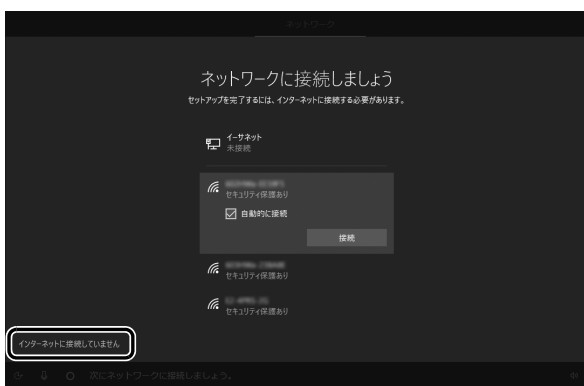 ネットワーク
ネットワークに接続しましょう
セットアップを完了するには、インターネットに接続する必要があります。
イーサネット
未接続
セキュリティ保護あり
自動的に接続
接続
セキュリティ保護あり
セキュリティ保護あり
インターネットに接続していません
次にネットワークに接続しましょう。